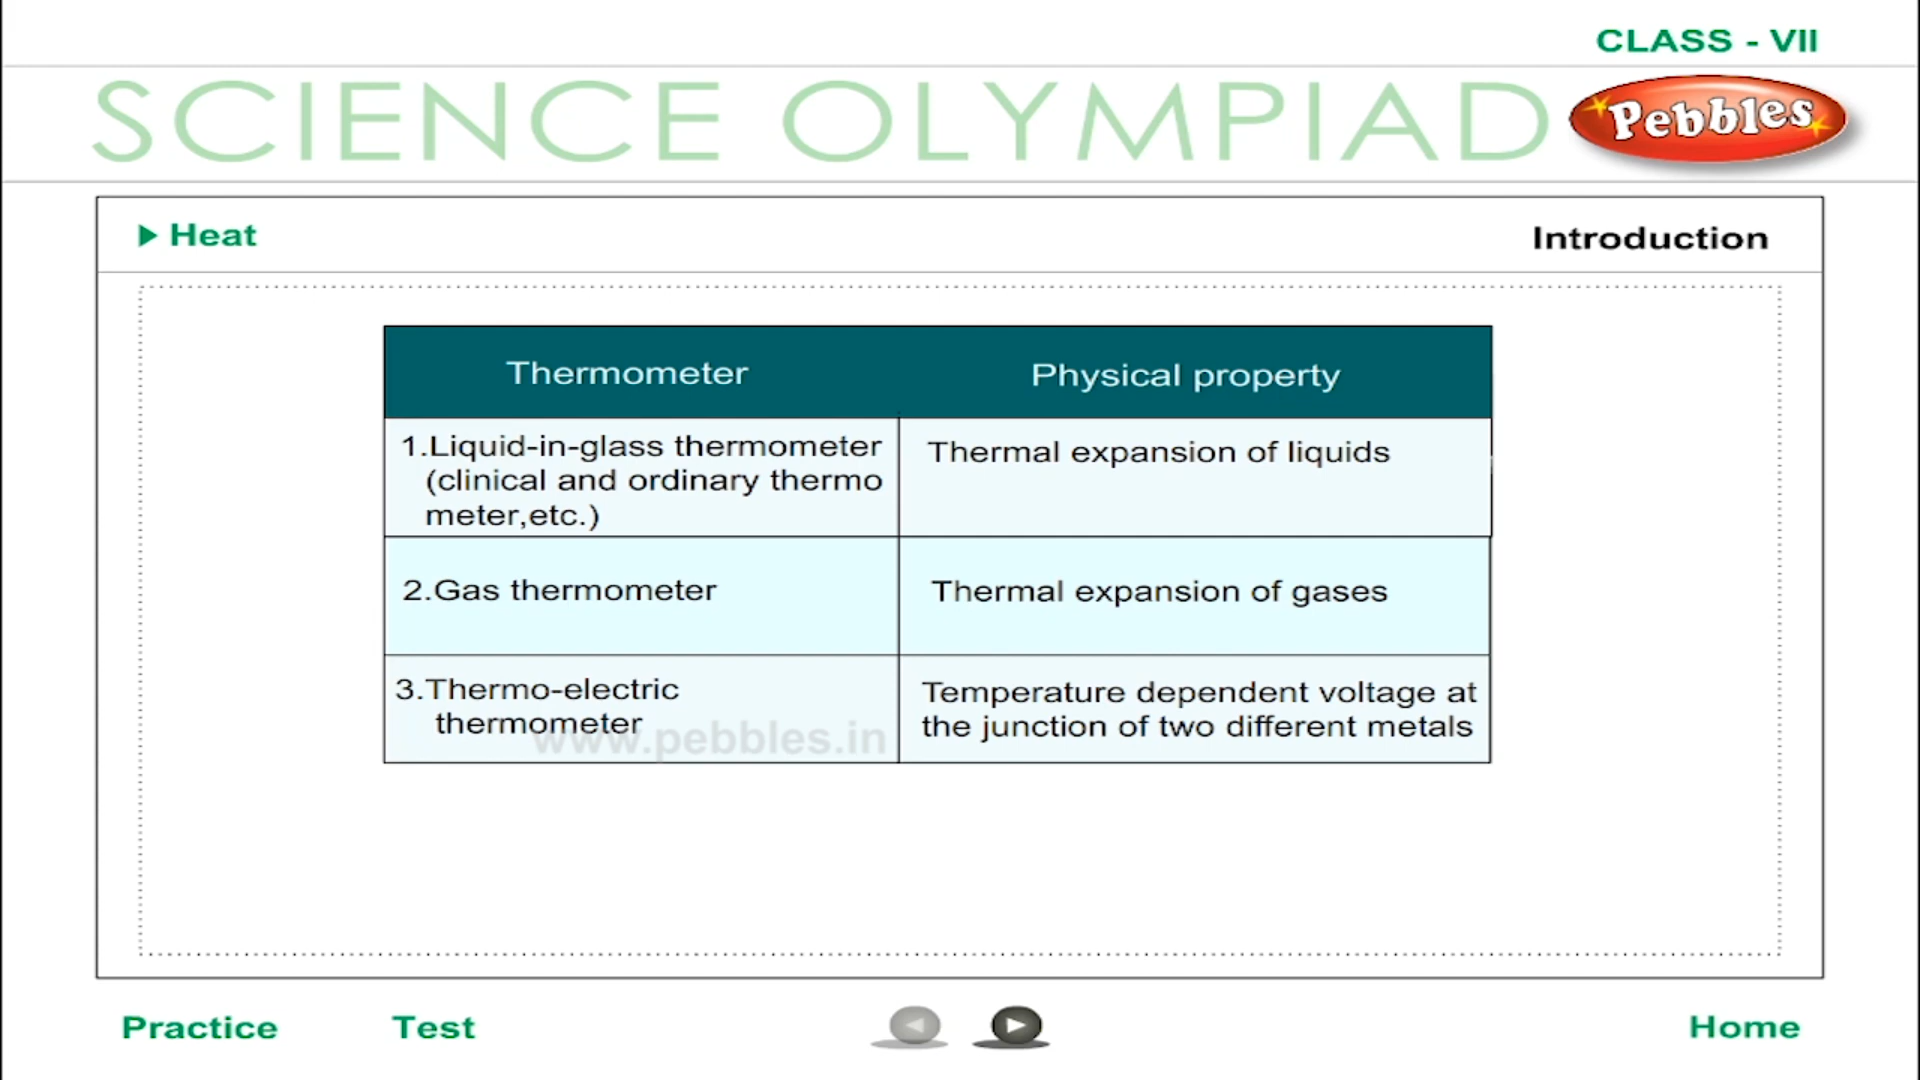 CLASS - VII
SCIENCE OLYMPIAD
Pebbles
Heat
Introduction
Thermometer
Physical property
1.Liquid-in-glass thermometer
(clinical and ordinary thermo
meter,etc.)
Thermal expansion of liquids
2.Gas thermometer
Thermal expansion of gases
3.Thermo-electric
thermometer
Temperature dependent voltage at
the junction of two different metals
www.pebbles.in
Practice
Test
Home